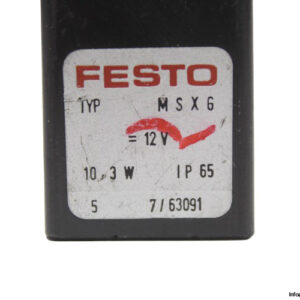 FESTO
TYP MSXG
= 12 V
10,3 W IP 65
5 7/63091